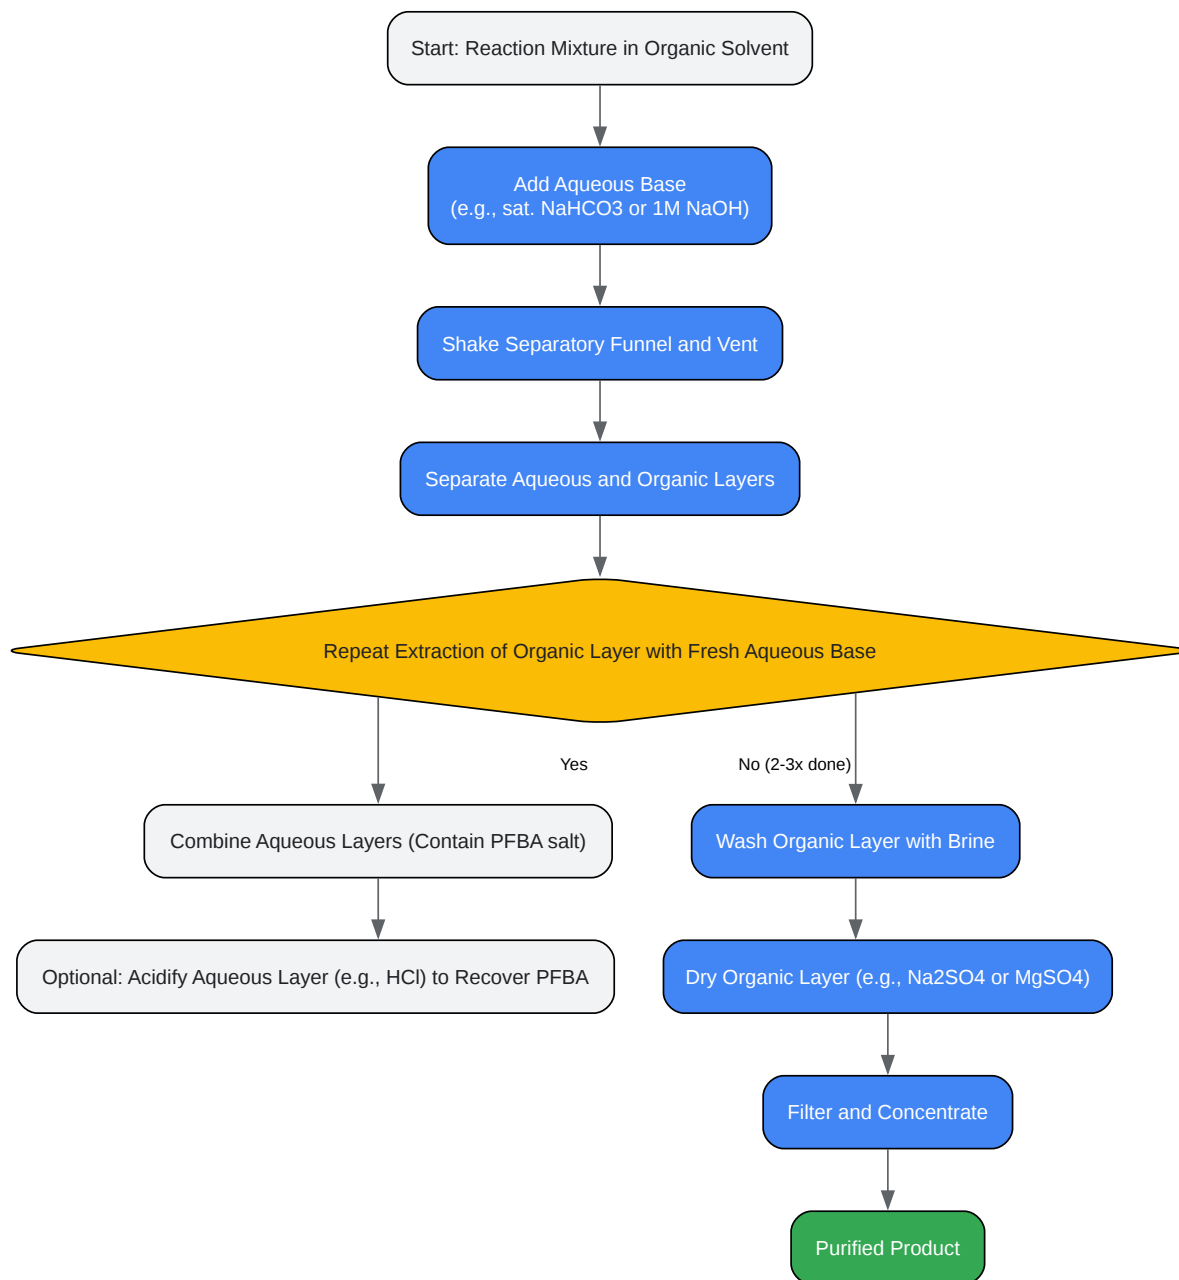 Start: Reaction Mixture in Organic Solvent
Add Aqueous Base
(e.g., sat. NaHCO3 or 1M NaOH)
Shake Separatory Funnel and Vent
Separate Aqueous and Organic Layers
Repeat Extraction of Organic Layer with Fresh Aqueous Base
Yes
No (2-3x done)
Combine Aqueous Layers (Contain PFBA salt)
Wash Organic Layer with Brine
Optional: Acidify Aqueous Layer (e.g., HCl) to Recover PFBA
Dry Organic Layer (e.g., Na2SO4 or MgSO4)
Filter and Concentrate
Purified Product